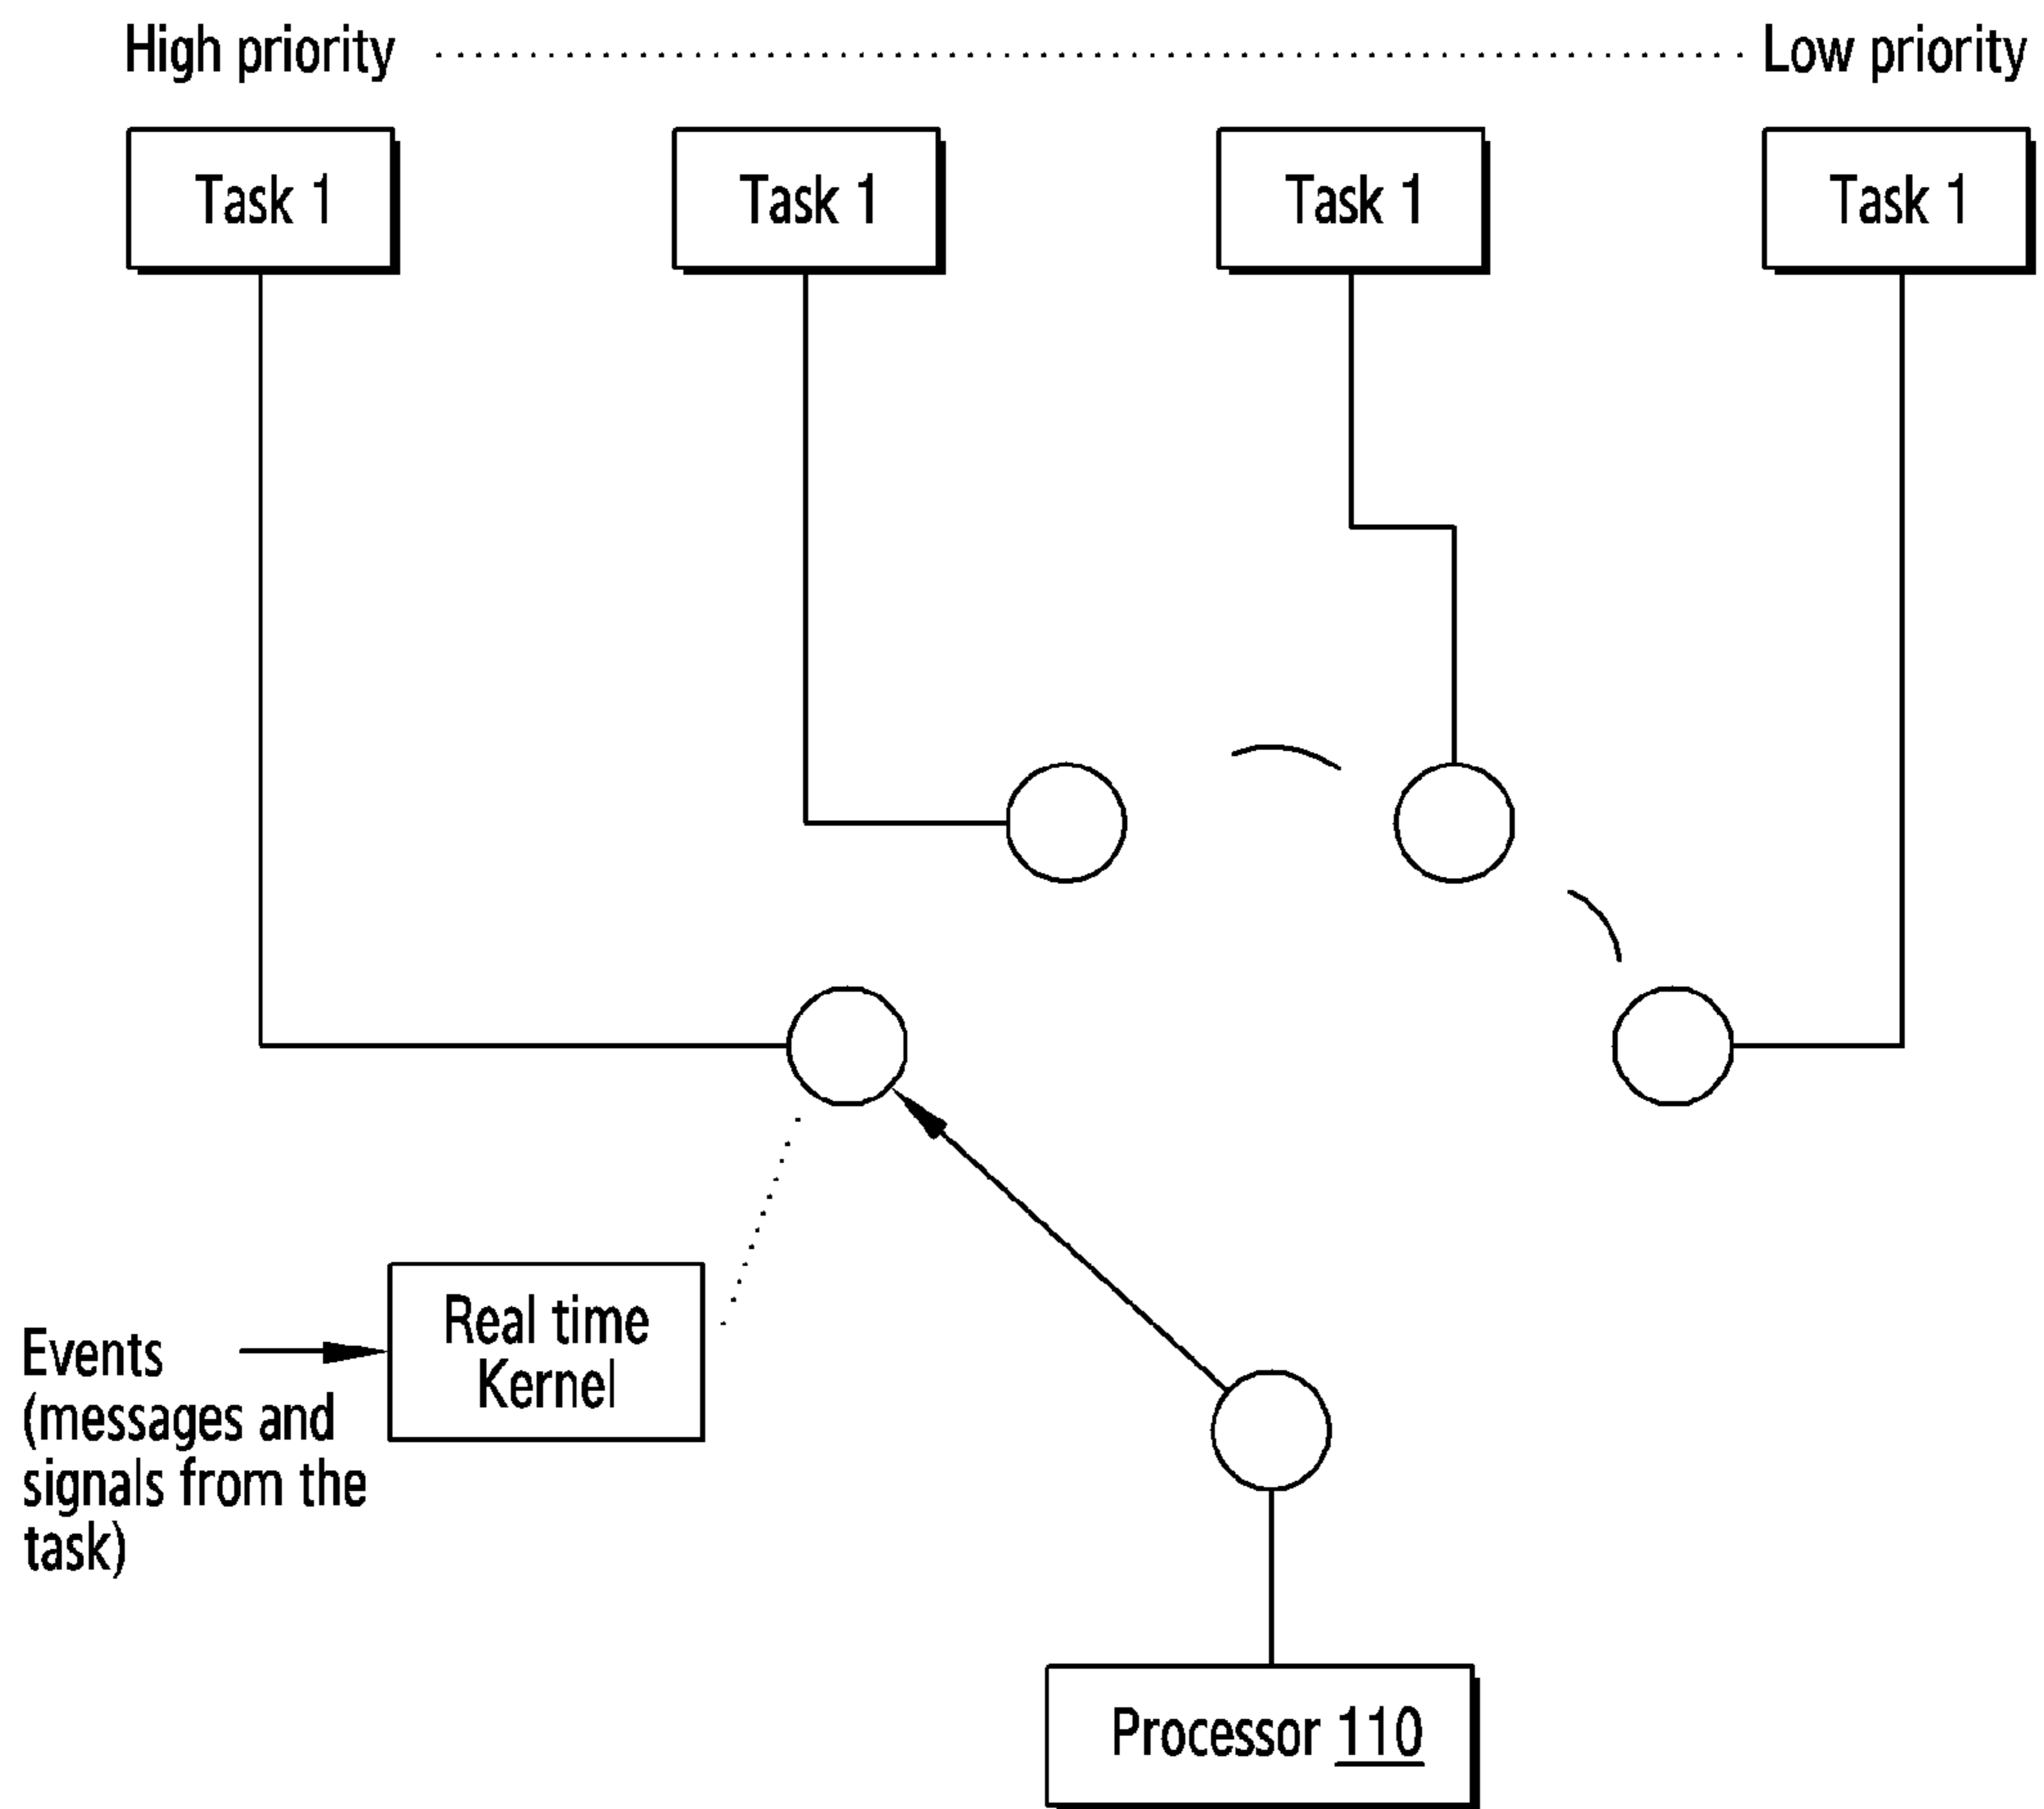 High priority
Low priority
Task 1
Task 1
Task 1
Task 1
Real time
Kernel
Events
(messages and
signals from the
task)
Processor 110